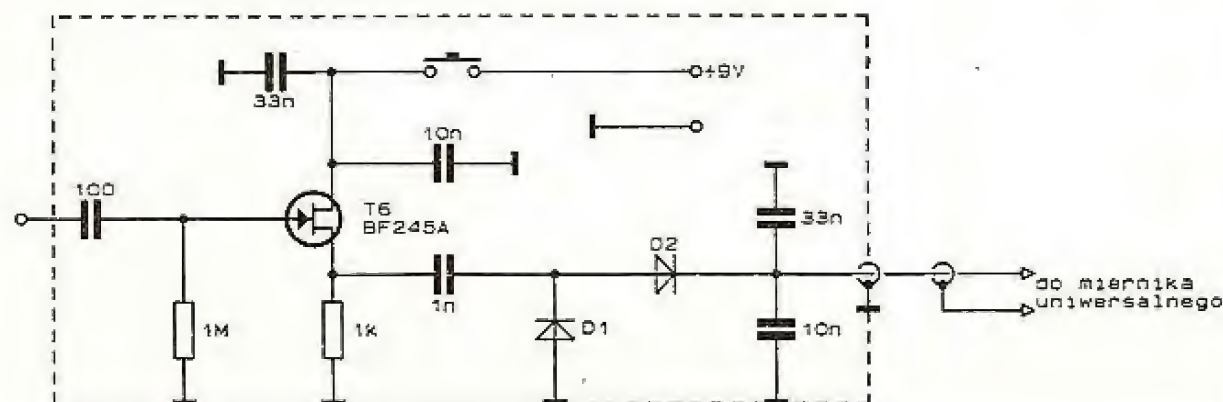 +9V
33n
10n
100
T6
BF245A
33n
D2
1n
do miernika
uniwersalnego
1M
1k
D1
10n